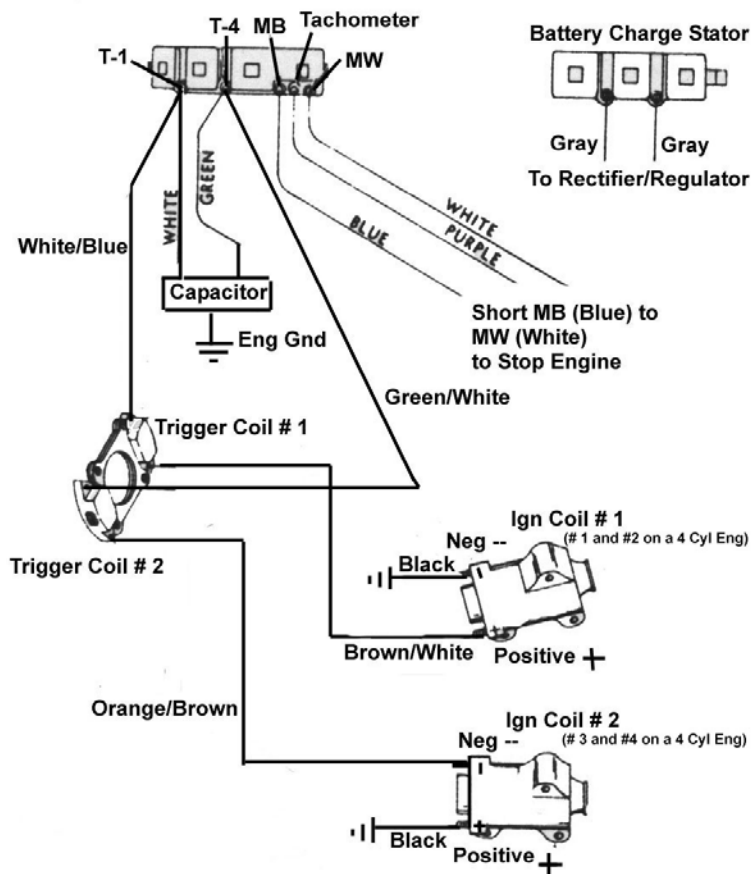 Tachometer
T-4
MB
T-1
MW
Battery Charge Stator
Gray
Gray
To Rectifier/Regulator
WHITE
GREEN
WHITE
PURPLE
BLUE
White/Blue
Capacitor
Eng Gnd
Short MB (Blue) to
MW (White)
to Stop Engine
Green/White
Trigger Coil # 1
Trigger Coil # 2
Ign Coil # 1
(# 1 and #2 on a 4 Cyl Eng)
Neg --
Black
-
+
Brown/White
Positive +
Orange/Brown
Ign Coil # 2
(# 3 and #4 on a 4 Cyl Eng)
Neg --
-
+
Black
Positive +